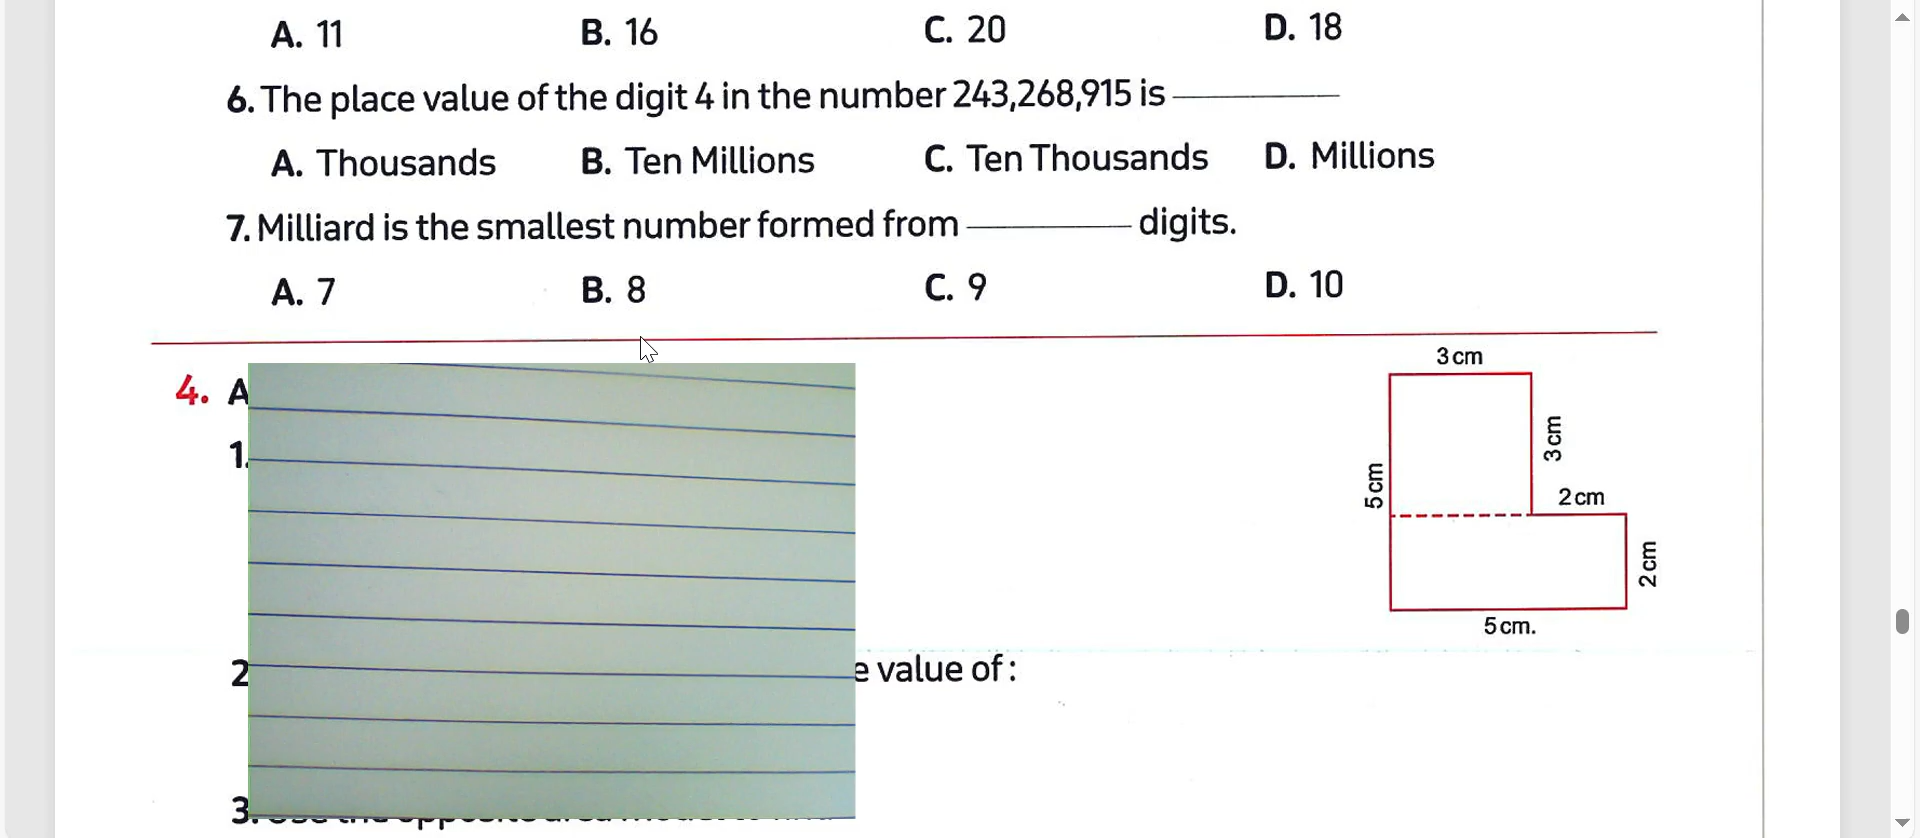 A. 11 B. 16 C. 20 D. 18
6. The place value of the digit 4 in the number 243,268,915 is
A. Thousands B. Ten Millions C. Ten Thousands D. Millions
7. Milliard is the smallest number formed from digits.
A. 7 B. 8 C. 9 D. 10
3 cm
4. A
1.
3 cm
5 cm
2 cm
2 cm
5 cm.
2 e value of :
3.